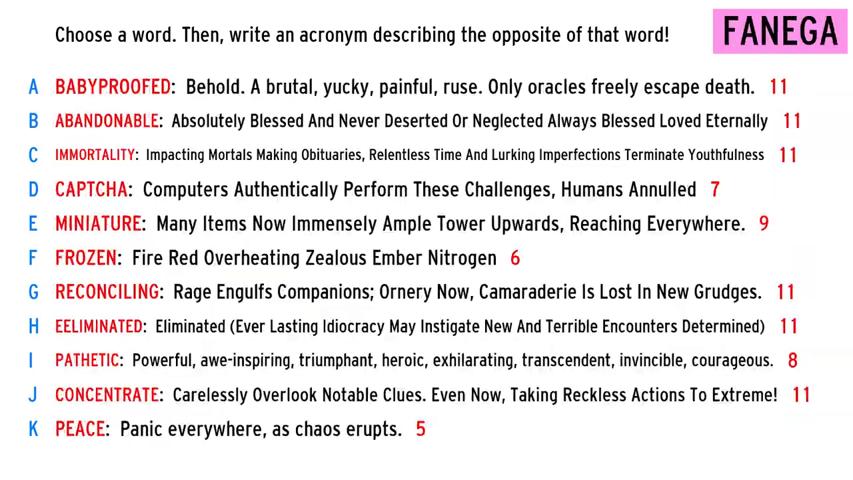 Choose a word. Then, write an acronym describing the opposite of that word!
FANEGA
A BABYPROOFED: Behold. A brutal, yucky, painful, ruse. Only oracles freely escape death. 11
B ABANDONABLE: Absolutely Blessed And Never Deserted Or Neglected Always Blessed Loved Eternally 11
C IMMORTALITY: Impacting Mortals Making Obituaries, Relentless Time And Lurking Imperfections Terminate Youthfulness 11
D CAPTCHA: Computers Authentically Perform These Challenges, Humans Annulled 7
E MINIATURE: Many Items Now Immensely Ample Tower Upwards, Reaching Everywhere. 9
F FROZEN: Fire Red Overheating Zealous Ember Nitrogen 6
G RECONCILING: Rage Engulfs Companions; Ornery Now, Camaraderie Is Lost In New Grudges. 11
H EELIMINATED: Eliminated (Ever Lasting Idiocracy May Instigate New And Terrible Encounters Determined) 11
I PATHETIC: Powerful, awe-inspiring, triumphant, heroic, exhilarating, transcendent, invincible, courageous. 8
J CONCENTRATE: Carelessly Overlook Notable Clues. Even Now, Taking Reckless Actions To Extreme! 11
K PEACE: Panic everywhere, as chaos erupts. 5